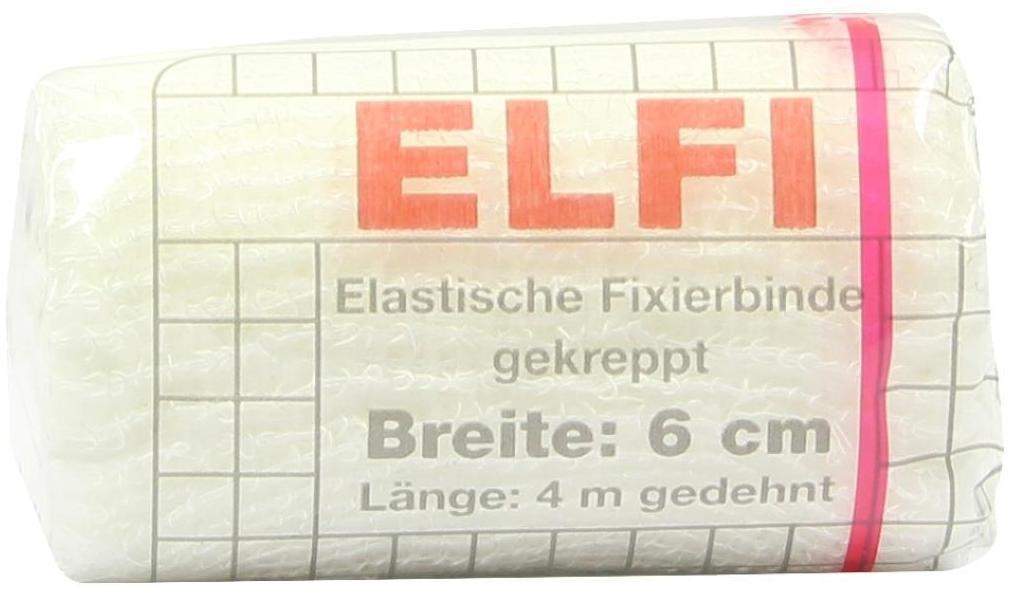 ELFI
Elastische Fixierbinde
gekreppt
Breite: 6 cm
Länge: 4 m gedehnt